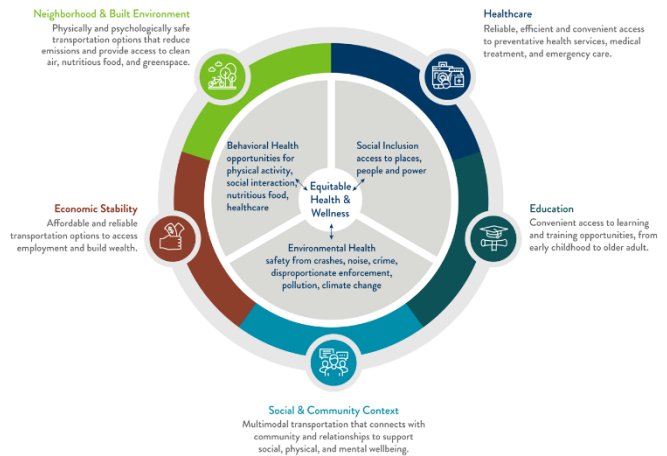 Neighborhood & Built Environment
Physically and psychologically safe
transportation options that reduce
emissions and provide access to clean
air, nutritious food, and greenspace.
Healthcare
Reliable, efficient and convenient access
to preventative health services, medical
treatment, and emergency care.
Behavioral Health
opportunities for
physical activity,
social interaction,
nutritious food,
healthcare
Social Inclusion
access to places,
people and power
Equitable
Health &
Wellness
Environmental Health
safety from crashes, noise, crime,
disproportionate enforcement,
pollution, climate change
Economic Stability
Affordable and reliable
transportation options to access
employment and build wealth.
Education
Convenient access to learning
and training opportunities, from
early childhood to older adult.
Social & Community Context
Multimodal transportation that connects with
community and relationships to support
social, physical, and mental wellbeing.